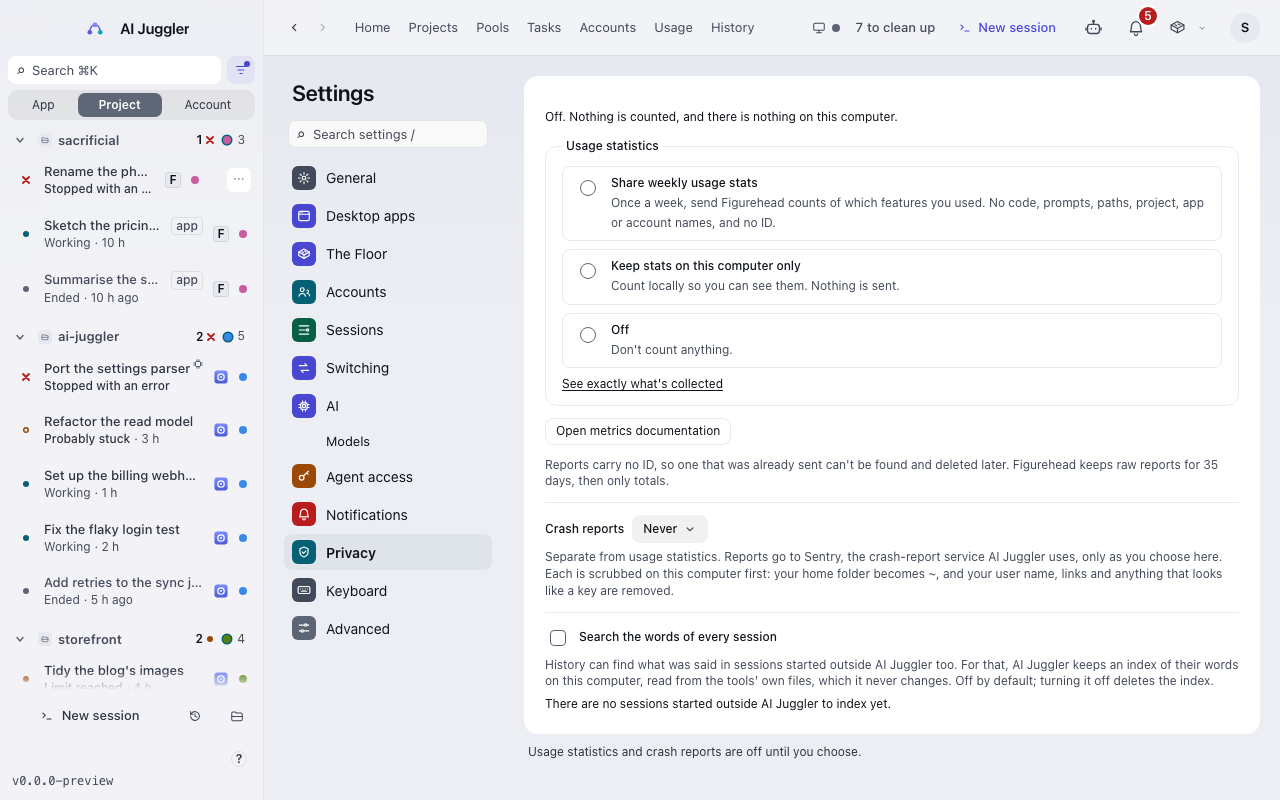 AI Juggler
Search ⌘K
App
Project
Account
sacrificial
1
3
Rename the ph...
Stopped with an ...
F
Sketch the pricin...
app
Working · 10 h
F
Summarise the s...
app
Ended · 10 h ago
F
ai-juggler
2
5
Port the settings parser
Stopped with an error
Refactor the read model
Probably stuck · 3 h
Set up the billing webh...
Working · 1 h
Fix the flaky login test
Working · 2 h
Add retries to the sync j...
Ended · 5 h ago
storefront
2
4
Tidy the blog's images
Limit reached · 4 h
New session
?
v0.0.0-preview
Home
Projects
Pools
Tasks
Accounts
Usage
History
7 to clean up
New session
5
S
Settings
Search settings /
General
Desktop apps
The Floor
Accounts
Sessions
Switching
AI
Models
Agent access
Notifications
Privacy
Keyboard
Advanced
Off. Nothing is counted, and there is nothing on this computer.
Usage statistics
Share weekly usage stats
Once a week, send Figurehead counts of which features you used. No code, prompts, paths, project, app
or account names, and no ID.
Keep stats on this computer only
Count locally so you can see them. Nothing is sent.
Off
Don't count anything.
See exactly what's collected
Open metrics documentation
Reports carry no ID, so one that was already sent can't be found and deleted later. Figurehead keeps raw reports for 35
days, then only totals.
Crash reports
Never
Separate from usage statistics. Reports go to Sentry, the crash-report service AI Juggler uses, only as you choose here.
Each is scrubbed on this computer first: your home folder becomes ~, and your user name, links and anything that looks
like a key are removed.
Search the words of every session
History can find what was said in sessions started outside AI Juggler too. For that, AI Juggler keeps an index of their words
on this computer, read from the tools' own files, which it never changes. Off by default; turning it off deletes the index.
There are no sessions started outside AI Juggler to index yet.
Usage statistics and crash reports are off until you choose.